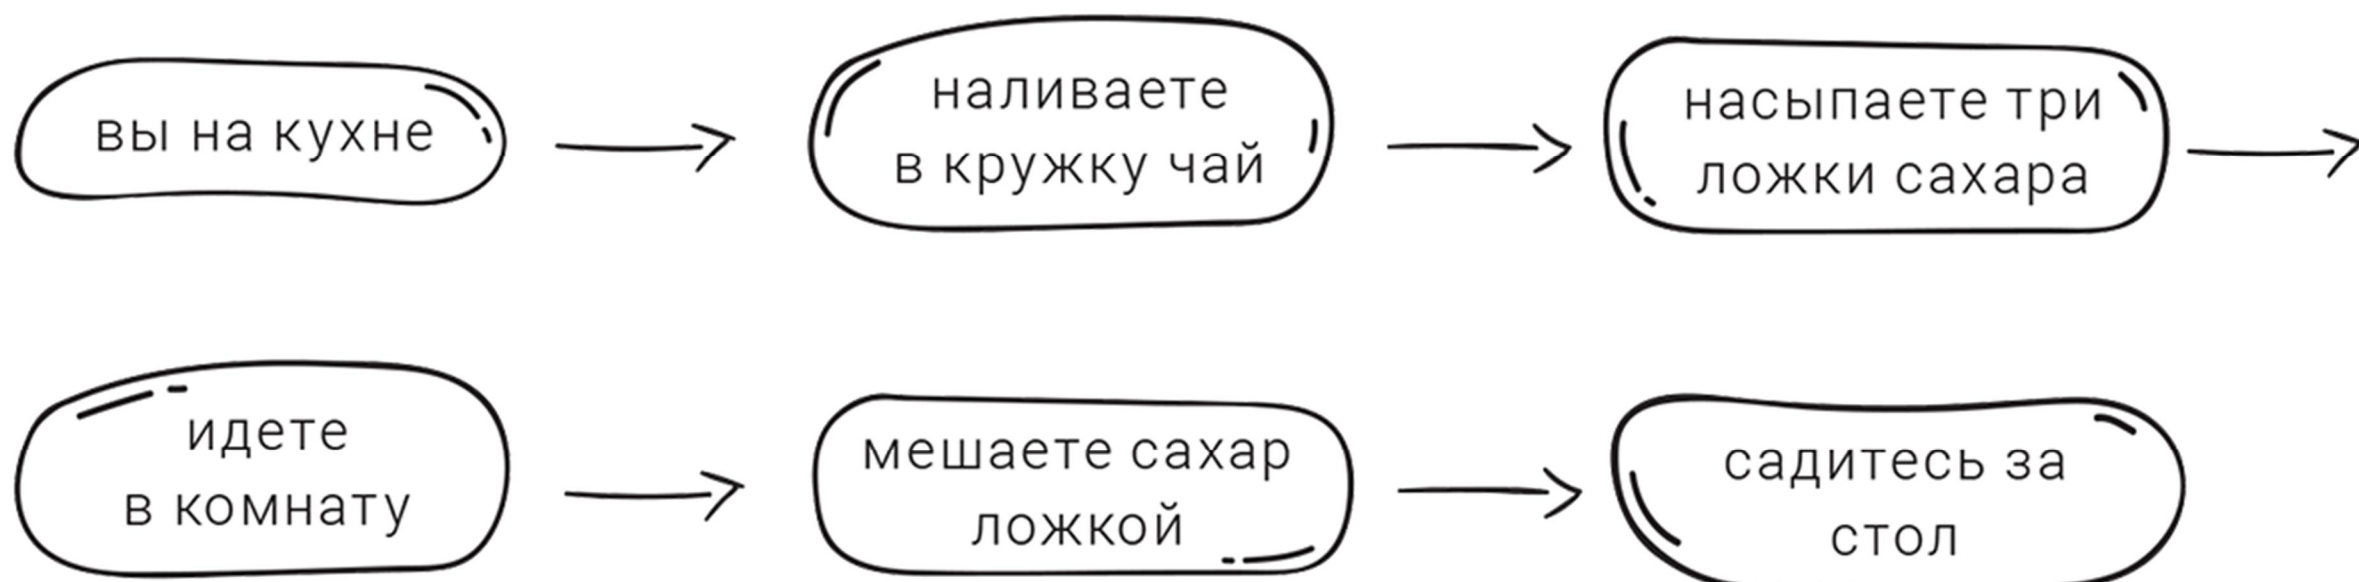 вы на кухне
наливаете
в кружку чай
насыпаете три
ложки сахара
идете
в комнату
мешаете сахар
ложкой
садитесь за
стол